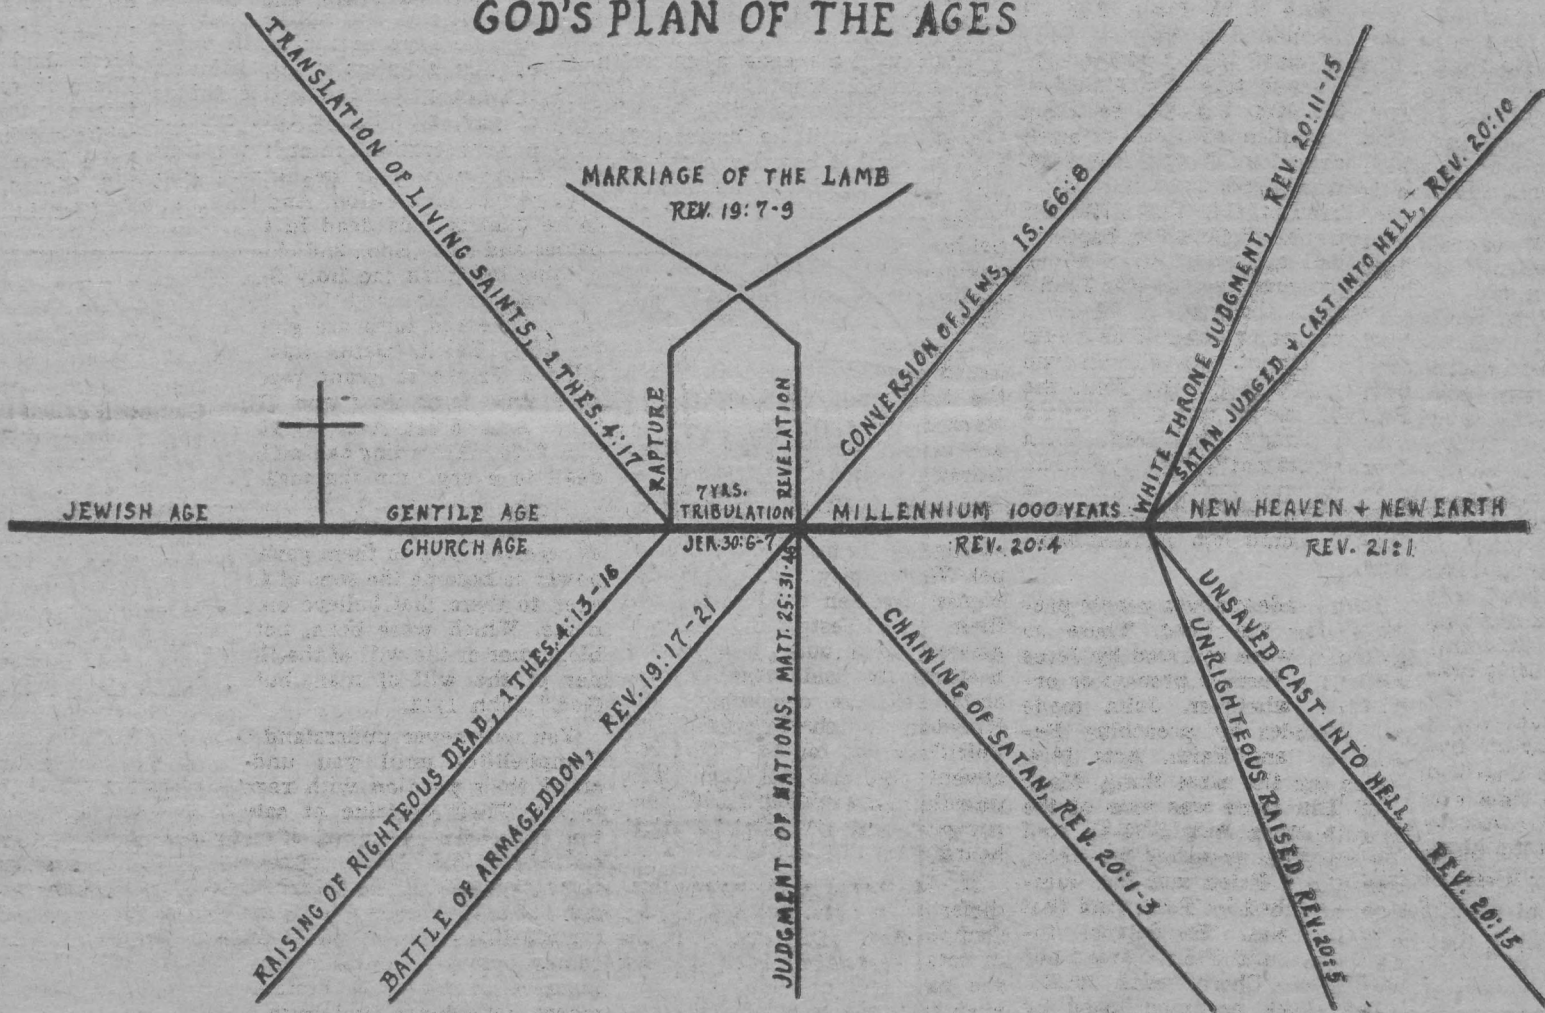 GOD'S PLAN OF THE AGES
TRANSLATION OF LIVING SAINTS, 1 THES. 4:17
MARRIAGE OF THE LAMB
REV. 19:7-9
CONVERSION OF JEWS, IS. 66:8
WHITE THRONE JUDGMENT, REV. 20:11-15
SATAN JUDGED + CAST INTO HELL, REV. 20:10
RAPTURE
REVELATION
JEWISH AGE
GENTILE AGE
CHURCH AGE
7 YRS.
TRIBULATION
JER. 30:6-7
MILLENNIUM 1000 YEARS
REV. 20:4
NEW HEAVEN + NEW EARTH
REV. 21:1
RAISING OF RIGHTEOUS DEAD, 1 THES. 4:13-16
BATTLE OF ARMAGEDDON, REV. 19:17-21
JUDGMENT OF NATIONS, MATT. 25:31-46
CHAINING OF SATAN, REV. 20:1-3
UNRIGHTEOUS RAISED, REV. 20:5
UNSAVED CAST INTO HELL, REV. 20:15